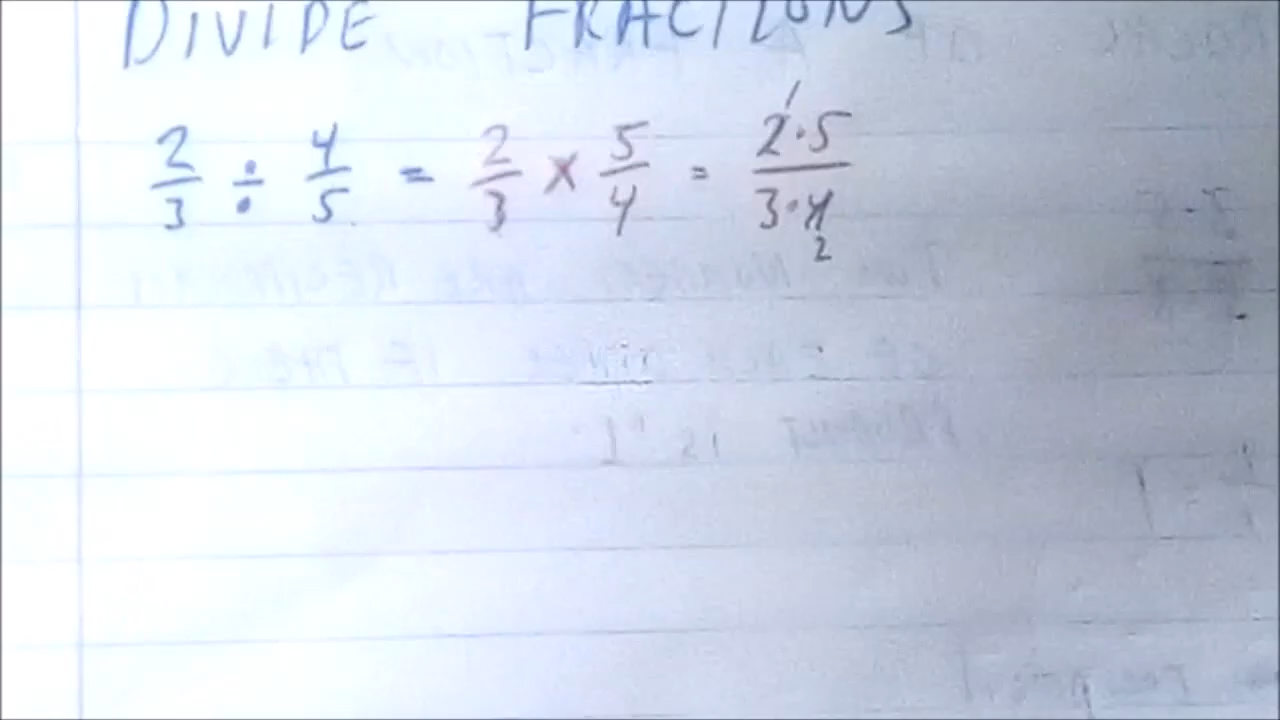 DIVIDE FRACTIONS
2/3 ÷ 4/5 = 2/3 × 5/4 = 2·5/3·4
1
2